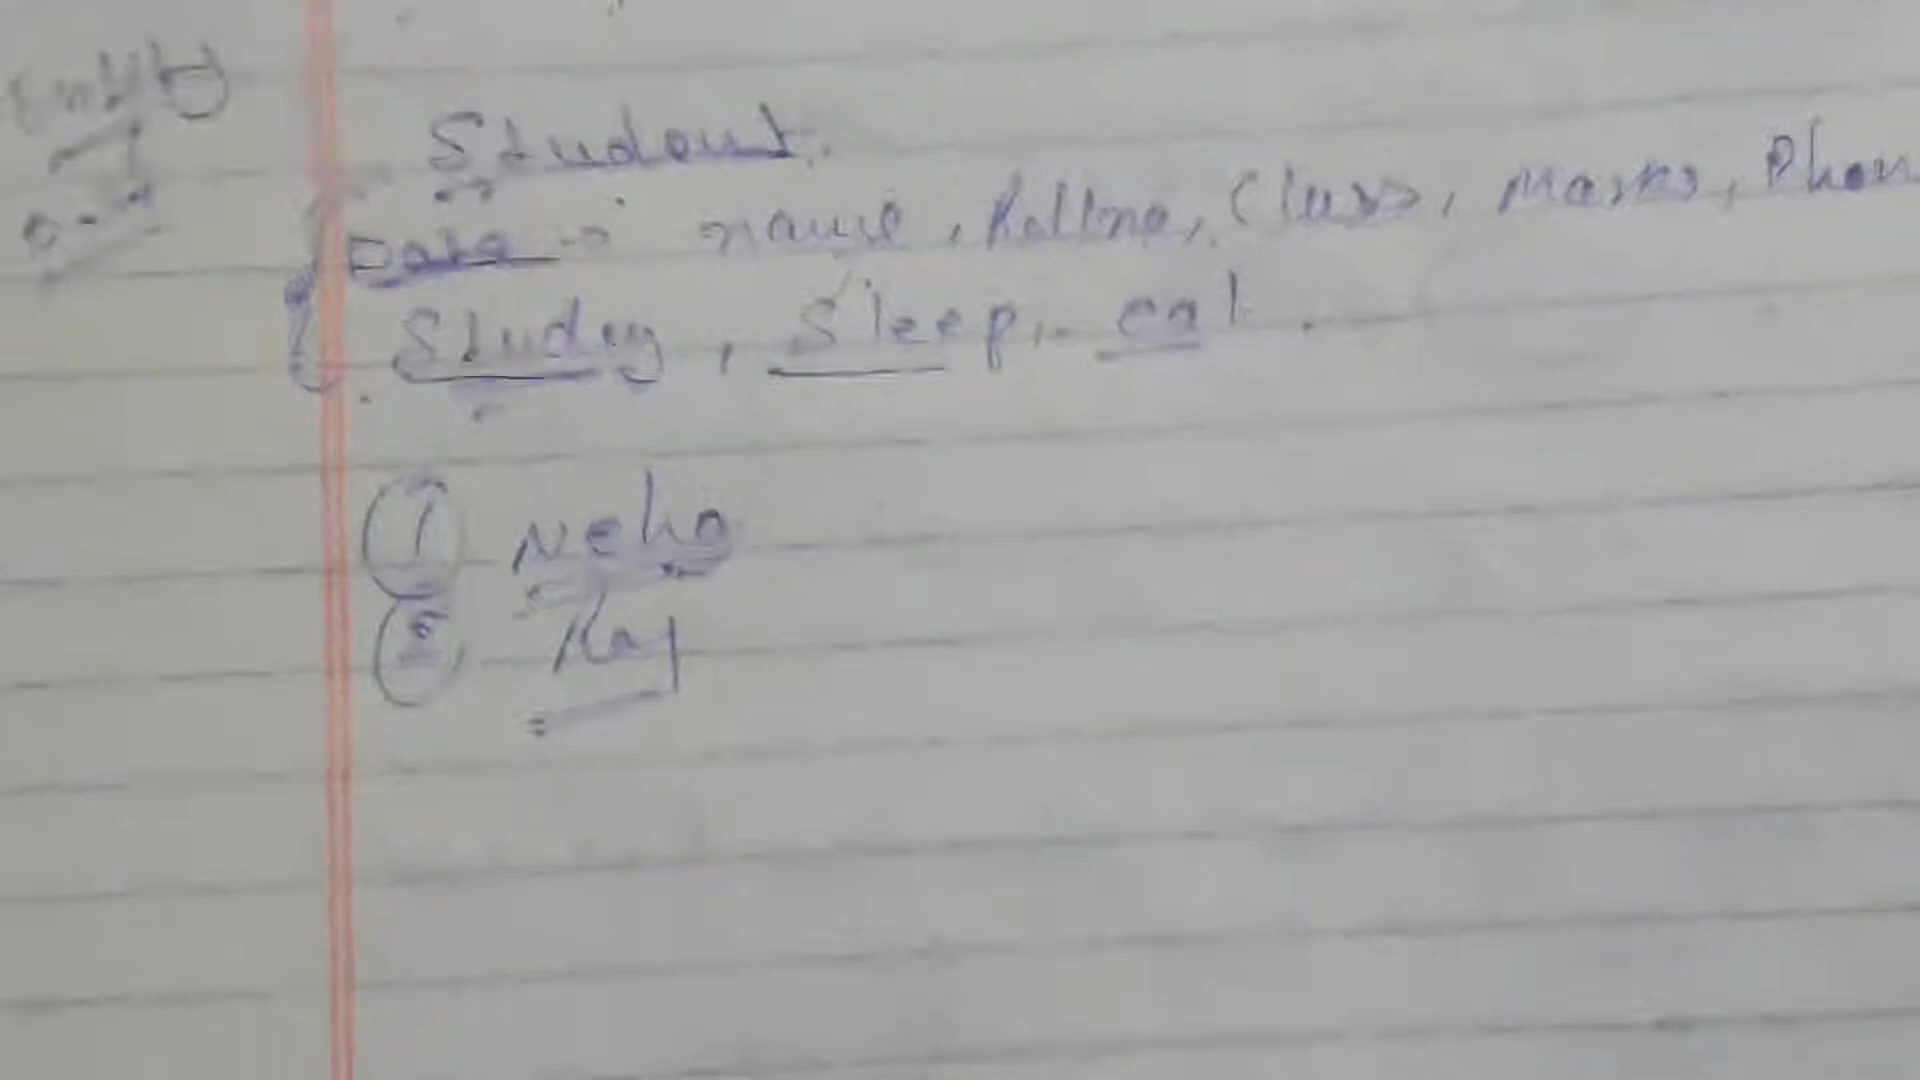 Entity
Student.
Data → name, Rollno, Class, Marks, Phon
Study, Sleep, eat.
1 Neha
2 Raj